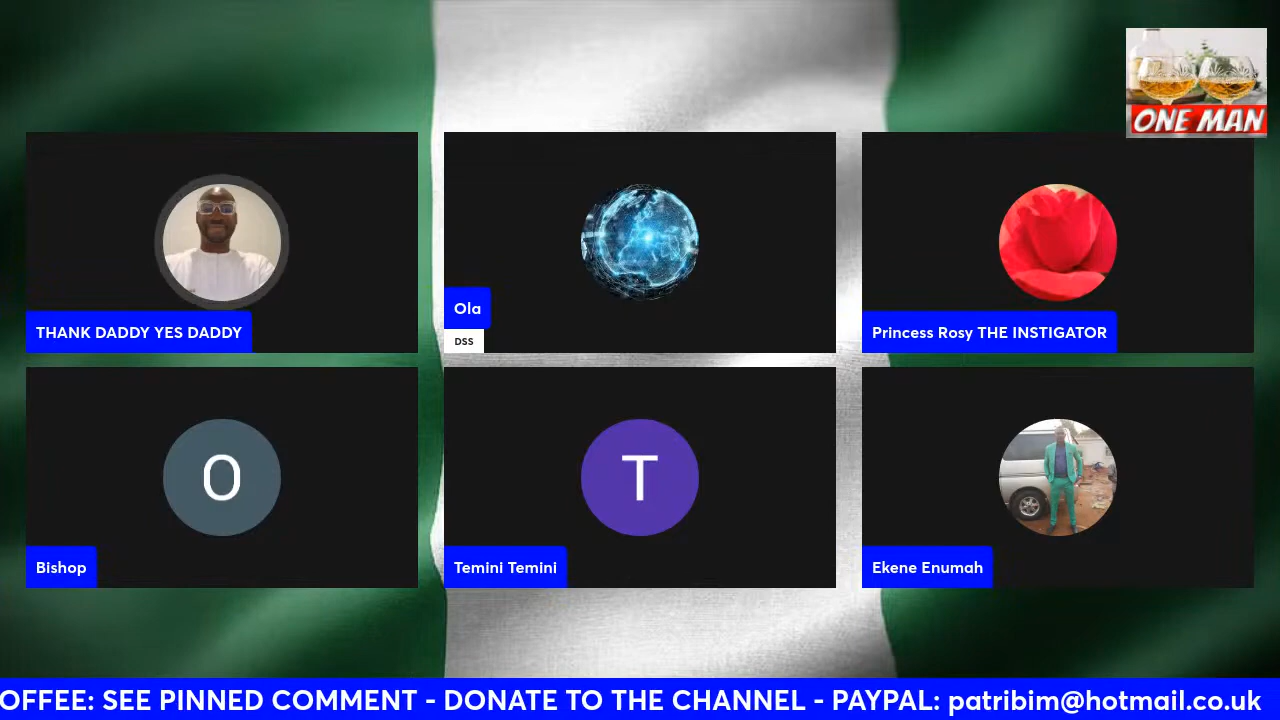 ONE MAN
THANK DADDY YES DADDY
Ola
DSS
Princess Rosy THE INSTIGATOR
O
Bishop
T
Temini Temini
Ekene Enumah
OFFEE: SEE PINNED COMMENT - DONATE TO THE CHANNEL - PAYPAL: patribim@hotmail.co.uk